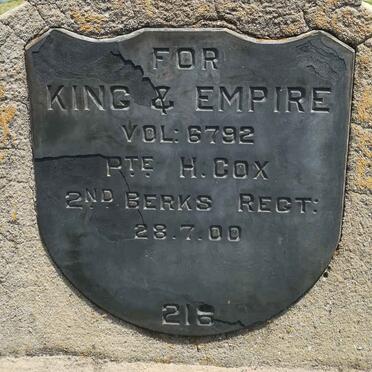 FOR
KING & EMPIRE
VOL: 6792
PTE H. COX
2ND BERKS REGT:
28.7.00
216